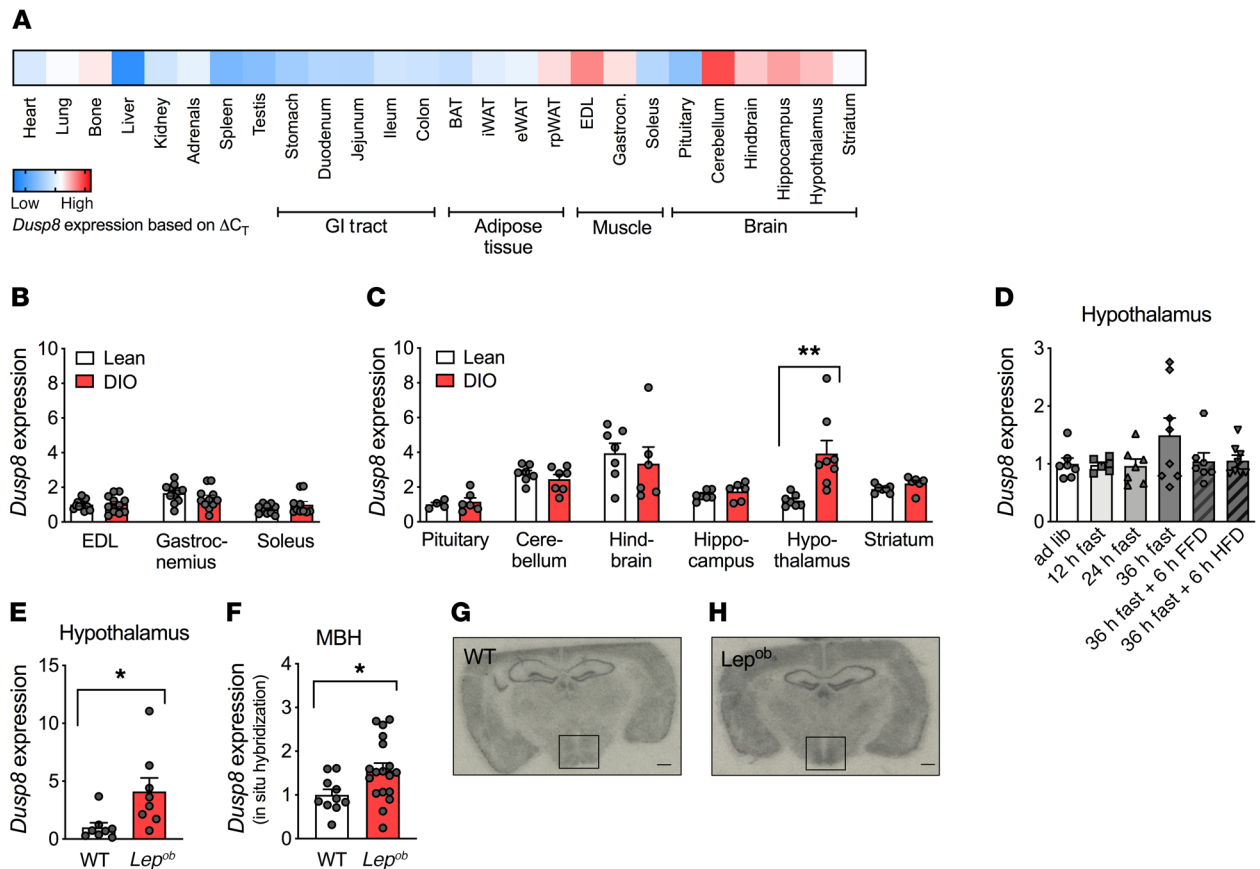 A
Heart
Lung
Bone
Liver
Kidney
Adrenals
Spleen
Testis
Stomach
Duodenum
Jejunum
Ileum
Colon
BAT
iWAT
eWAT
rpWAT
EDL
Gastrocn.
Soleus
Pituitary
Cerebellum
Hindbrain
Hippocampus
Hypothalamus
Striatum
Low High
Dusp8 expression based on ΔCT
GI tract
Adipose
tissue
Muscle
Brain
B
Dusp8 expression
10
8
6
4
2
0
Lean
DIO
EDL
Gastroc-
nemius
Soleus
C
Dusp8 expression
10
8
6
4
2
0
Lean
DIO
**
Pituitary
Cere-
bellum
Hind-
brain
Hippo-
campus
Hypo-
thalamus
Striatum
D
Hypothalamus
Dusp8 expression
3
2
1
0
ad lib
12 h fast
24 h fast
36 h fast
36 h fast + 6 h FFD
36 h fast + 6 h HFD
E
Hypothalamus
Dusp8 expression
15
10
5
0
*
WT
Lepob
F
MBH
Dusp8 expression
(in situ hybridization)
4
3
2
1
0
*
WT
Lepob
G
WT
H
Lepob